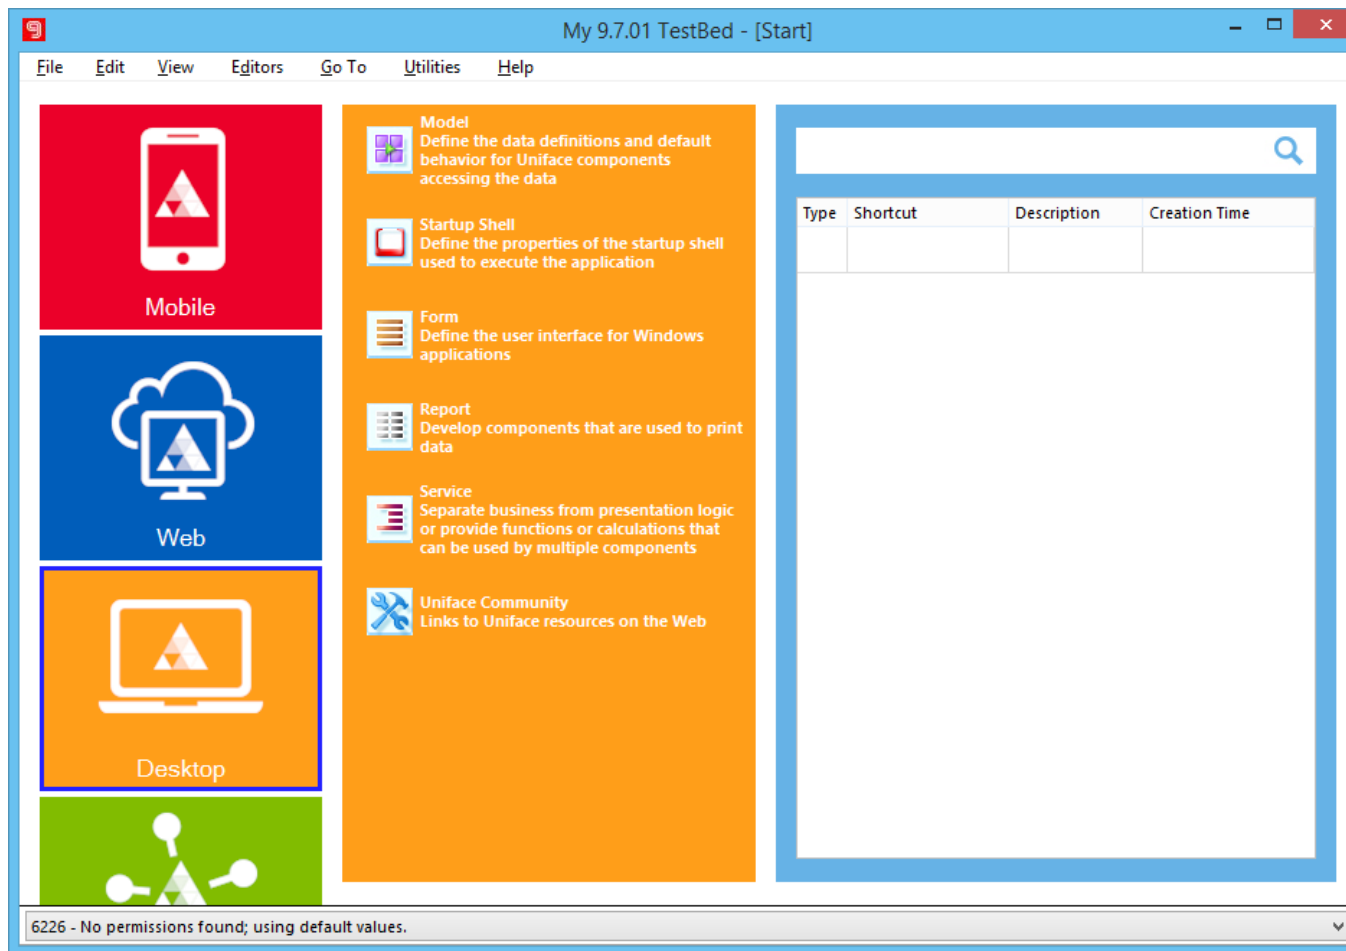 My 9.7.01 TestBed - [Start]
File Edit View Editors Go To Utilities Help
Mobile
Web
Desktop
Model
Define the data definitions and default
behavior for Uniface components
accessing the data
Startup Shell
Define the properties of the startup shell
used to execute the application
Form
Define the user interface for Windows
applications
Report
Develop components that are used to print
data
Service
Separate business from presentation logic
or provide functions or calculations that
can be used by multiple components
Uniface Community
Links to Uniface resources on the Web
Type Shortcut Description Creation Time
6226 - No permissions found; using default values.